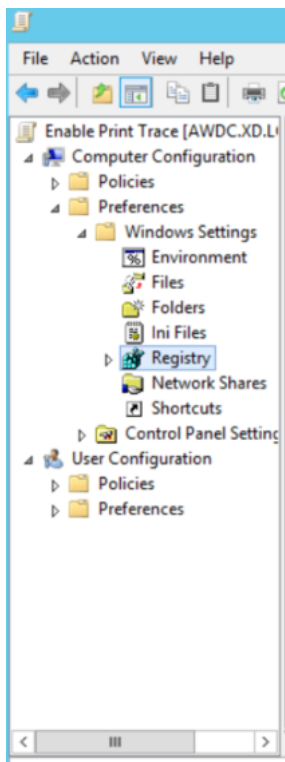 File Action View Help
Enable Print Trace [AWDC.XD.L
Computer Configuration
Policies
Preferences
Windows Settings
Environment
Files
Folders
Ini Files
Registry
Network Shares
Shortcuts
Control Panel Setting
User Configuration
Policies
Preferences